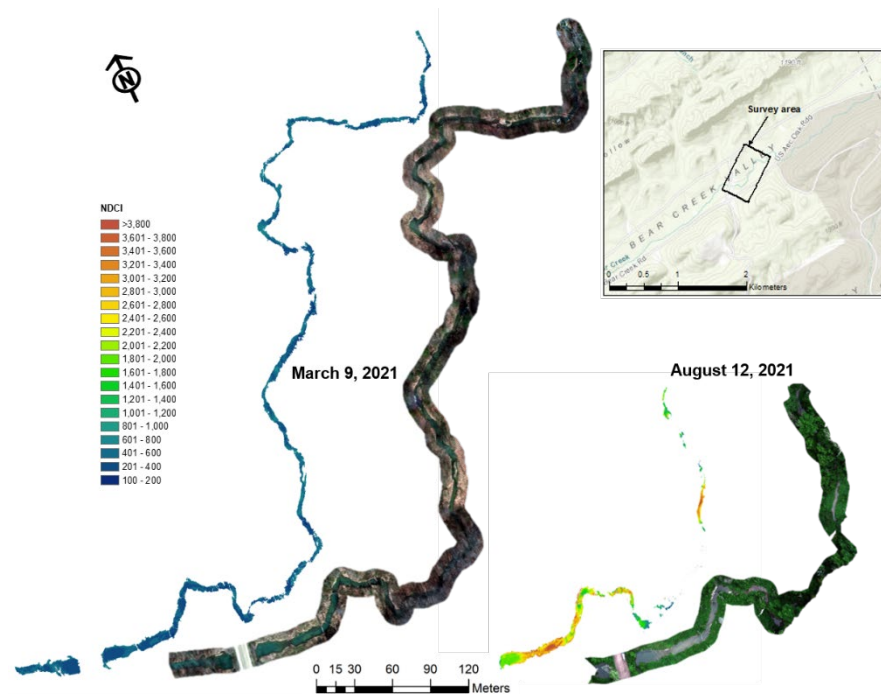 N
NDCI
>3,800
3,601 - 3,800
3,401 - 3,600
3,201 - 3,400
3,001 - 3,200
2,801 - 3,000
2,601 - 2,800
2,401 - 2,600
2,201 - 2,400
2,001 - 2,200
1,801 - 2,000
1,601 - 1,800
1,401 - 1,600
1,201 - 1,400
1,001 - 1,200
801 - 1,000
601 - 800
401 - 600
201 - 400
100 - 200
March 9, 2021
August 12, 2021
Survey area
BEAR CREEK VALLEY
0 0.5 1 2
Kilometers
0 15 30 60 90 120
Meters